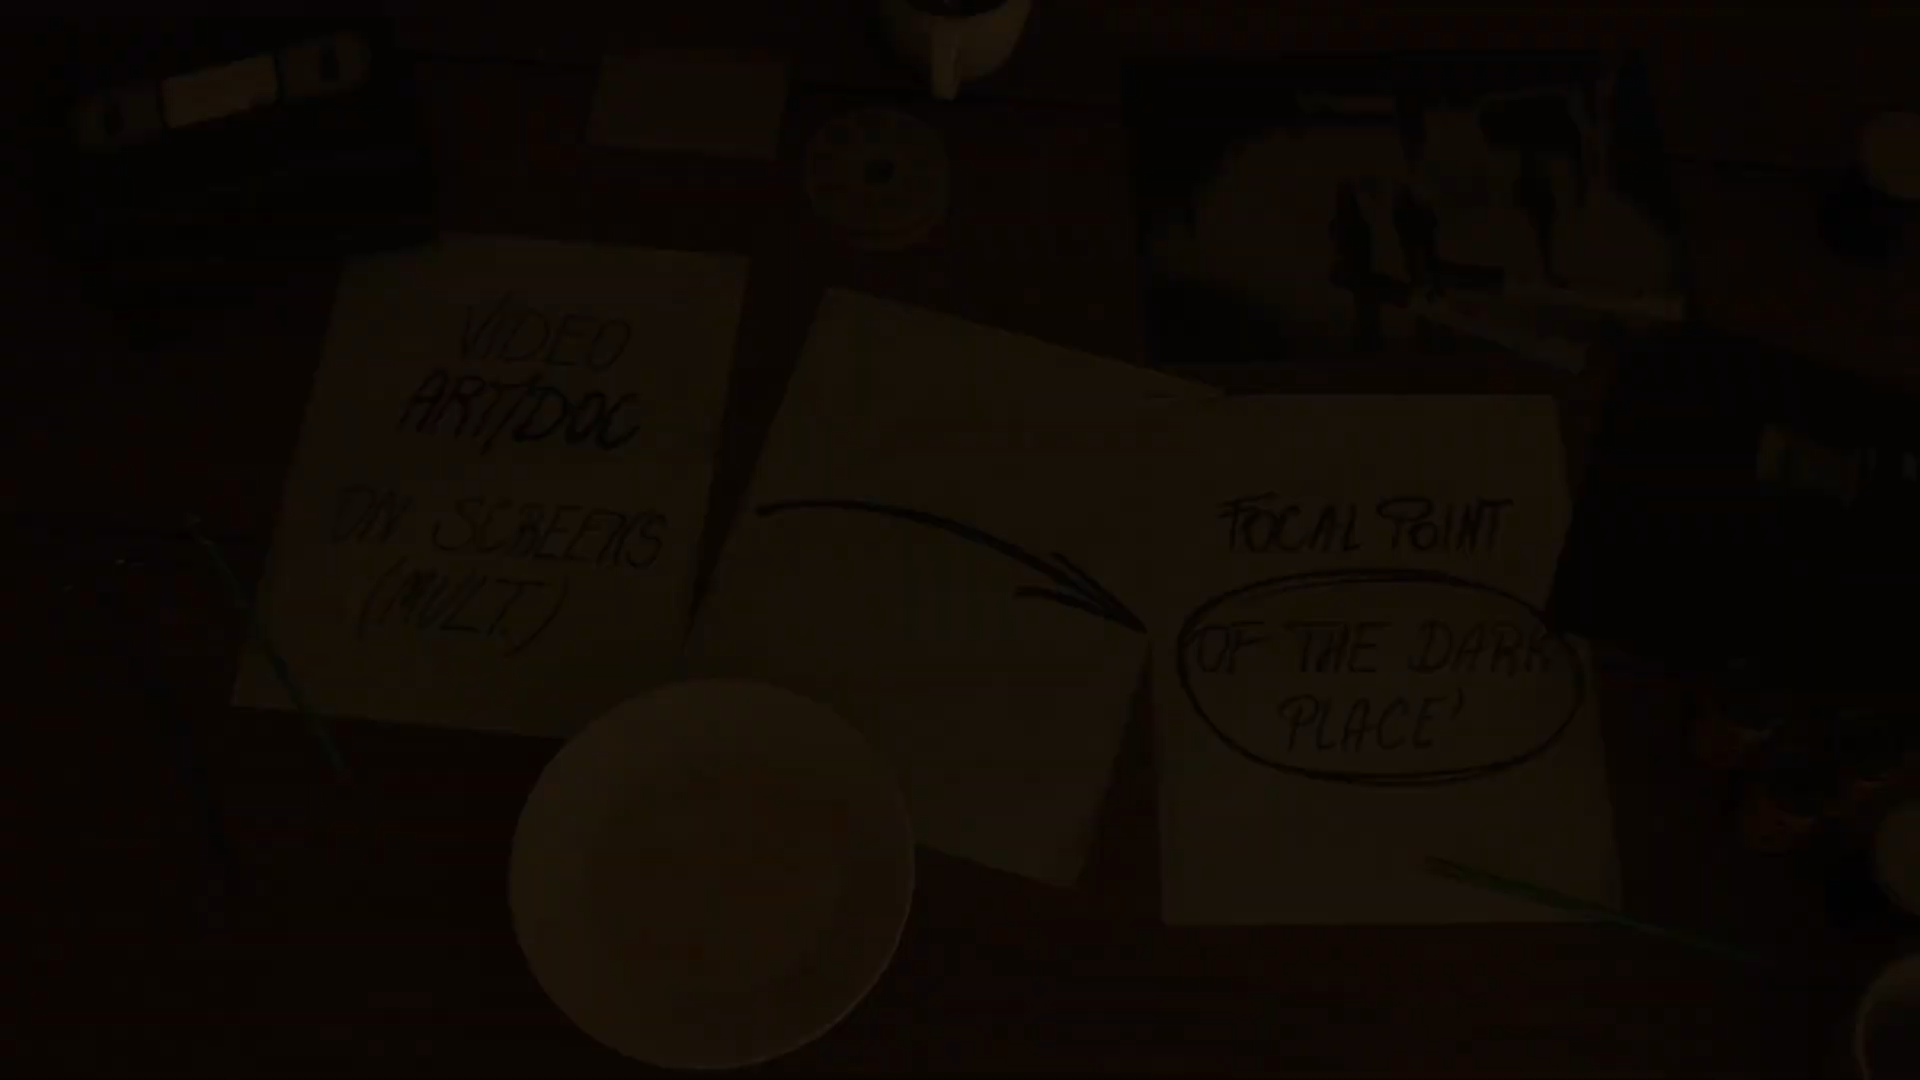 VIDEO
ART/DOC
ON SCREENS
(MULT.)
FOCAL POINT
OF THE DARK
PLACE'